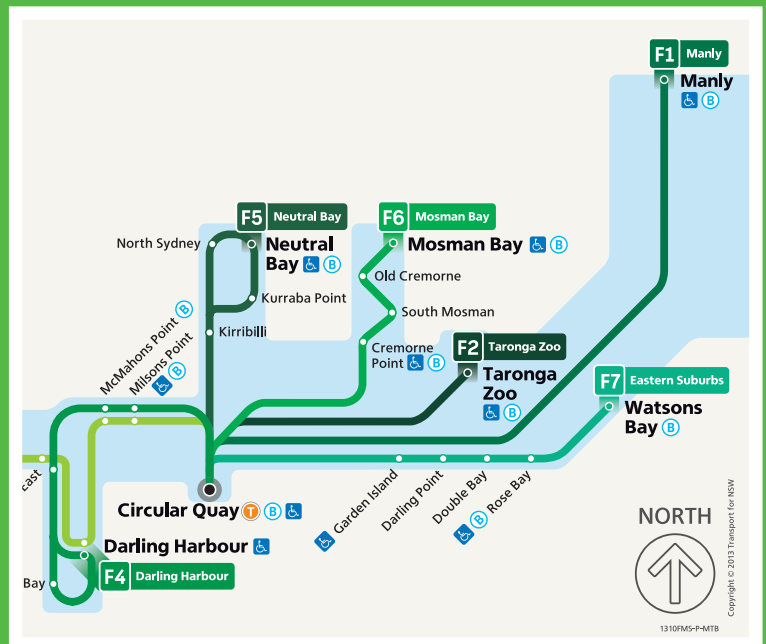 F1 Manly
Manly
B
F5 Neutral Bay
F6 Mosman Bay
North Sydney
Neutral
Bay B
Mosman Bay B
Old Cremorne
Kurraba Point
South Mosman
McMahons Point B
Milsons Point
B
Kirribilli
Cremorne
Point B
F2 Taronga Zoo
Taronga
Zoo
B
F7 Eastern Suburbs
Watsons
Bay B
East
Circular Quay T B
Garden Island
Darling Point
Double Bay
B Rose Bay
Darling Harbour
Bay
F4 Darling Harbour
NORTH
Copyright © 2013 Transport for NSW
1310FMS-P-MTB